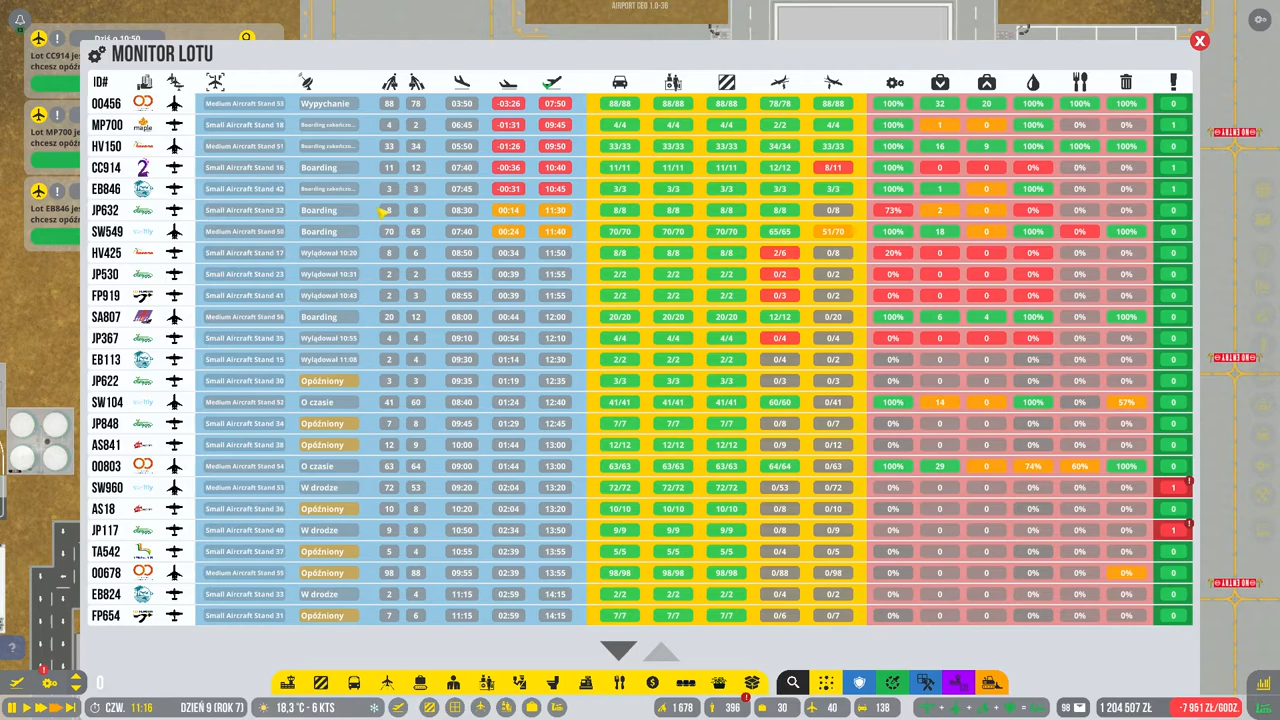 AIRPORT CEO 1.0-36
Dziś o 10:50
Lot CC914 je
chcesz opóź
Lot MP700 je
chcesz opóź
Lot EB846 je
chcesz opóź
MONITOR LOTU
ID#
00456 Medium Aircraft Stand 53 Wypychanie 88 78 03:50 -03:26 07:50 88/88 88/88 88/88 78/78 88/88 100% 32 20 100% 100% 100% 0
MP700 maple Small Aircraft Stand 18 Boarding zakończo... 4 2 06:45 -01:31 09:45 4/4 4/4 4/4 2/2 4/4 100% 1 0 100% 0% 0% 1
HV150 Medium Aircraft Stand 51 Boarding zakończo... 33 34 05:50 -01:26 09:50 33/33 33/33 33/33 34/34 33/33 100% 16 9 100% 100% 100% 0
CC914 2 Small Aircraft Stand 16 Boarding 11 12 07:40 -00:36 10:40 11/11 11/11 11/11 12/12 8/11 100% 0 0 100% 0% 0% 1
EB846 Small Aircraft Stand 42 Boarding zakończo... 3 3 07:45 -00:31 10:45 3/3 3/3 3/3 3/3 3/3 100% 1 0 100% 0% 0% 1
JP632 Small Aircraft Stand 32 Boarding 8 8 08:30 00:14 11:30 8/8 8/8 8/8 8/8 0/8 73% 2 0 0% 0% 0% 0
SW549 Medium Aircraft Stand 50 Boarding 70 65 07:40 00:24 11:40 70/70 70/70 70/70 65/65 51/70 100% 18 0 100% 0% 100% 0
HV425 Small Aircraft Stand 17 Wylądował 10:20 8 6 08:50 00:34 11:50 8/8 8/8 8/8 2/6 0/8 20% 0 0 0% 0% 0% 0
JP530 Small Aircraft Stand 23 Wylądował 10:31 2 2 08:55 00:39 11:55 2/2 2/2 2/2 0/2 0/2 0% 0 0 0% 0% 0% 0
FP919 Small Aircraft Stand 41 Wylądował 10:43 2 3 08:55 00:39 11:55 2/2 2/2 2/2 0/3 0/2 0% 0 0 0% 0% 0% 0
SA807 Medium Aircraft Stand 56 Boarding 20 12 08:00 00:44 12:00 20/20 20/20 20/20 12/12 0/20 100% 6 4 100% 0% 100% 0
JP367 Small Aircraft Stand 35 Wylądował 10:55 4 4 09:10 00:54 12:10 4/4 4/4 4/4 0/4 0/4 0% 0 0 0% 0% 0% 0
EB113 Small Aircraft Stand 15 Wylądował 11:08 2 2 09:30 01:14 12:30 2/2 2/2 2/2 0/2 0/2 0% 0 0 0% 0% 0% 0
JP622 Small Aircraft Stand 30 Opóźniony 3 3 09:35 01:19 12:35 3/3 3/3 3/3 0/3 0/3 0% 0 0 0% 0% 0% 0
SW104 Medium Aircraft Stand 52 O czasie 41 60 08:40 01:24 12:40 41/41 41/41 41/41 60/60 0/41 100% 14 0 100% 0% 57% 0
JP848 Small Aircraft Stand 34 Opóźniony 7 8 09:45 01:29 12:45 7/7 7/7 7/7 0/8 0/7 0% 0 0 0% 0% 0% 0
AS841 Small Aircraft Stand 38 Opóźniony 12 9 10:00 01:44 13:00 12/12 12/12 12/12 0/9 0/12 0% 0 0 0% 0% 0% 0
00803 Medium Aircraft Stand 54 O czasie 63 64 09:00 01:44 13:00 63/63 63/63 63/63 64/64 0/63 100% 29 0 74% 60% 100% 0
SW960 Medium Aircraft Stand 53 W drodze 72 53 09:20 02:04 13:20 72/72 72/72 72/72 0/53 0/72 0% 0 0 0% 0% 0% 1
AS18 Small Aircraft Stand 36 Opóźniony 10 8 10:20 02:04 13:20 10/10 10/10 10/10 0/8 0/10 0% 0 0 0% 0% 0% 0
JP117 Small Aircraft Stand 40 W drodze 9 8 10:50 02:34 13:50 9/9 9/9 9/9 0/8 0/9 0% 0 0 0% 0% 0% 1
TA542 Small Aircraft Stand 37 Opóźniony 5 4 10:55 02:39 13:55 5/5 5/5 5/5 0/4 0/5 0% 0 0 0% 0% 0% 0
00678 Medium Aircraft Stand 55 Opóźniony 98 88 09:55 02:39 13:55 98/98 98/98 98/98 0/88 0/98 0% 0 0 0% 0% 0% 0
EB824 Small Aircraft Stand 33 W drodze 2 4 11:15 02:59 14:15 2/2 2/2 2/2 0/4 0/2 0% 0 0 0% 0% 0% 0
FP654 Small Aircraft Stand 31 Opóźniony 7 6 11:15 02:59 14:15 7/7 7/7 7/7 0/6 0/7 0% 0 0 0% 0% 0% 0
NO ENTRY
NO ENTRY
NO ENTRY
0
CZW. 11:16 DZIEŃ 9 (ROK 7) 18,3°C - 6 KTS 1 678 396 30 40 138 98 1 204 507 ZŁ -7 951 ZŁ/GODZ.